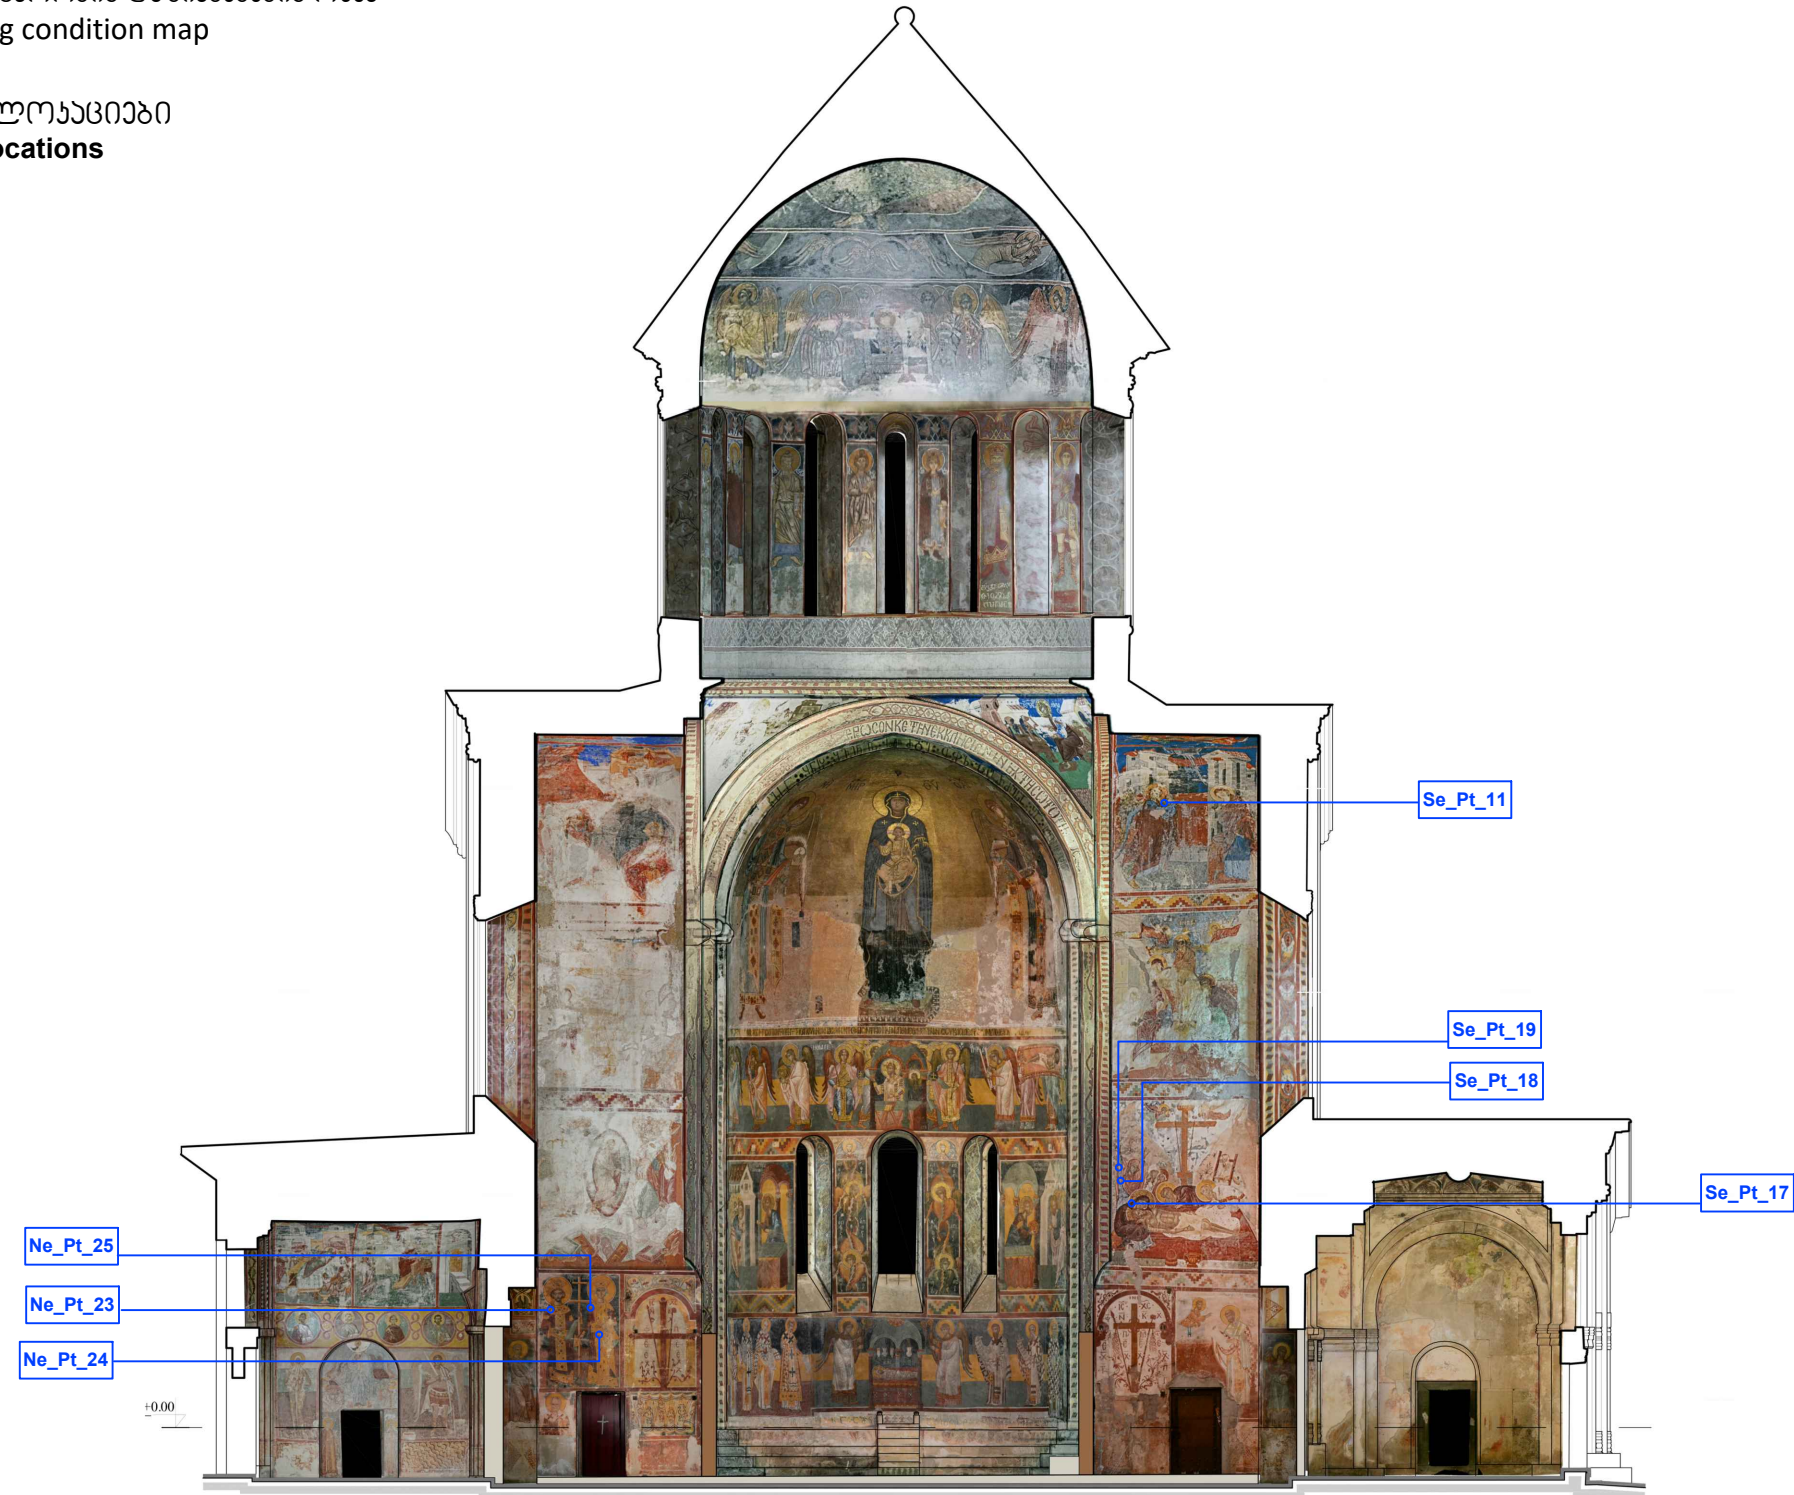 g condition map
ლოკაციები
ocations
Se_Pt_11
Se_Pt_19
Se_Pt_18
Se_Pt_17
Ne_Pt_25
Ne_Pt_23
Ne_Pt_24
+0.00